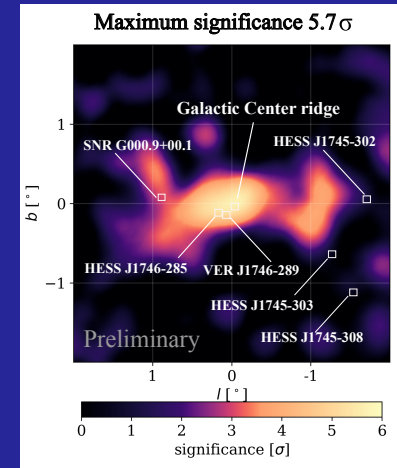 Maximum significance 5.7σ
Galactic Center ridge
HESS J1745-302
SNR G000.9+00.1
HESS J1746-285
VER J1746-289
HESS J1745-303
HESS J1745-308
Preliminary
b [°]
1
0
−1
1
0
-1
l [°]
0
1
2
3
4
5
6
significance [σ]